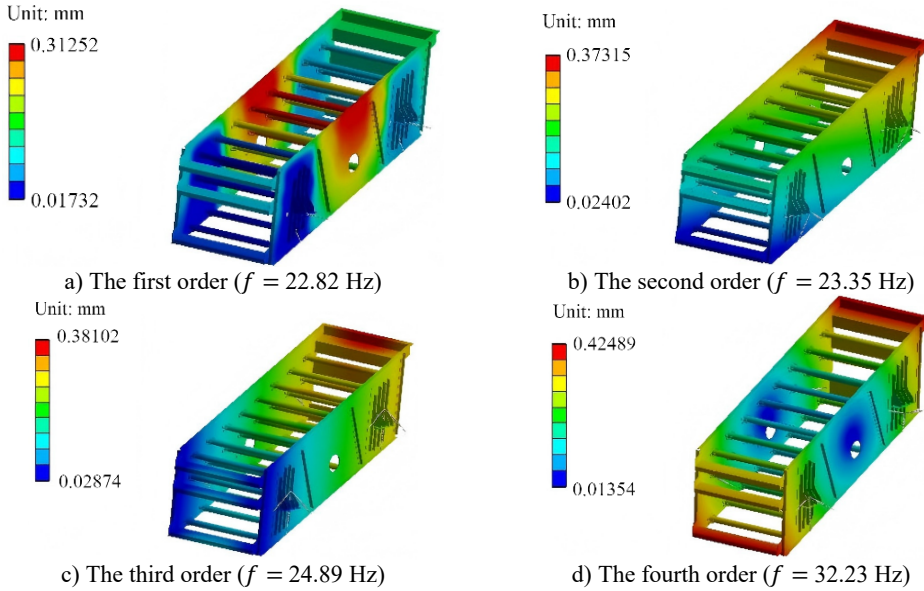 Unit: mm
0.31252
0.01732
a) The first order (f = 22.82 Hz)
Unit: mm
0.37315
0.02402
b) The second order (f = 23.35 Hz)
Unit: mm
0.38102
0.02874
c) The third order (f = 24.89 Hz)
Unit: mm
0.42489
0.01354
d) The fourth order (f = 32.23 Hz)